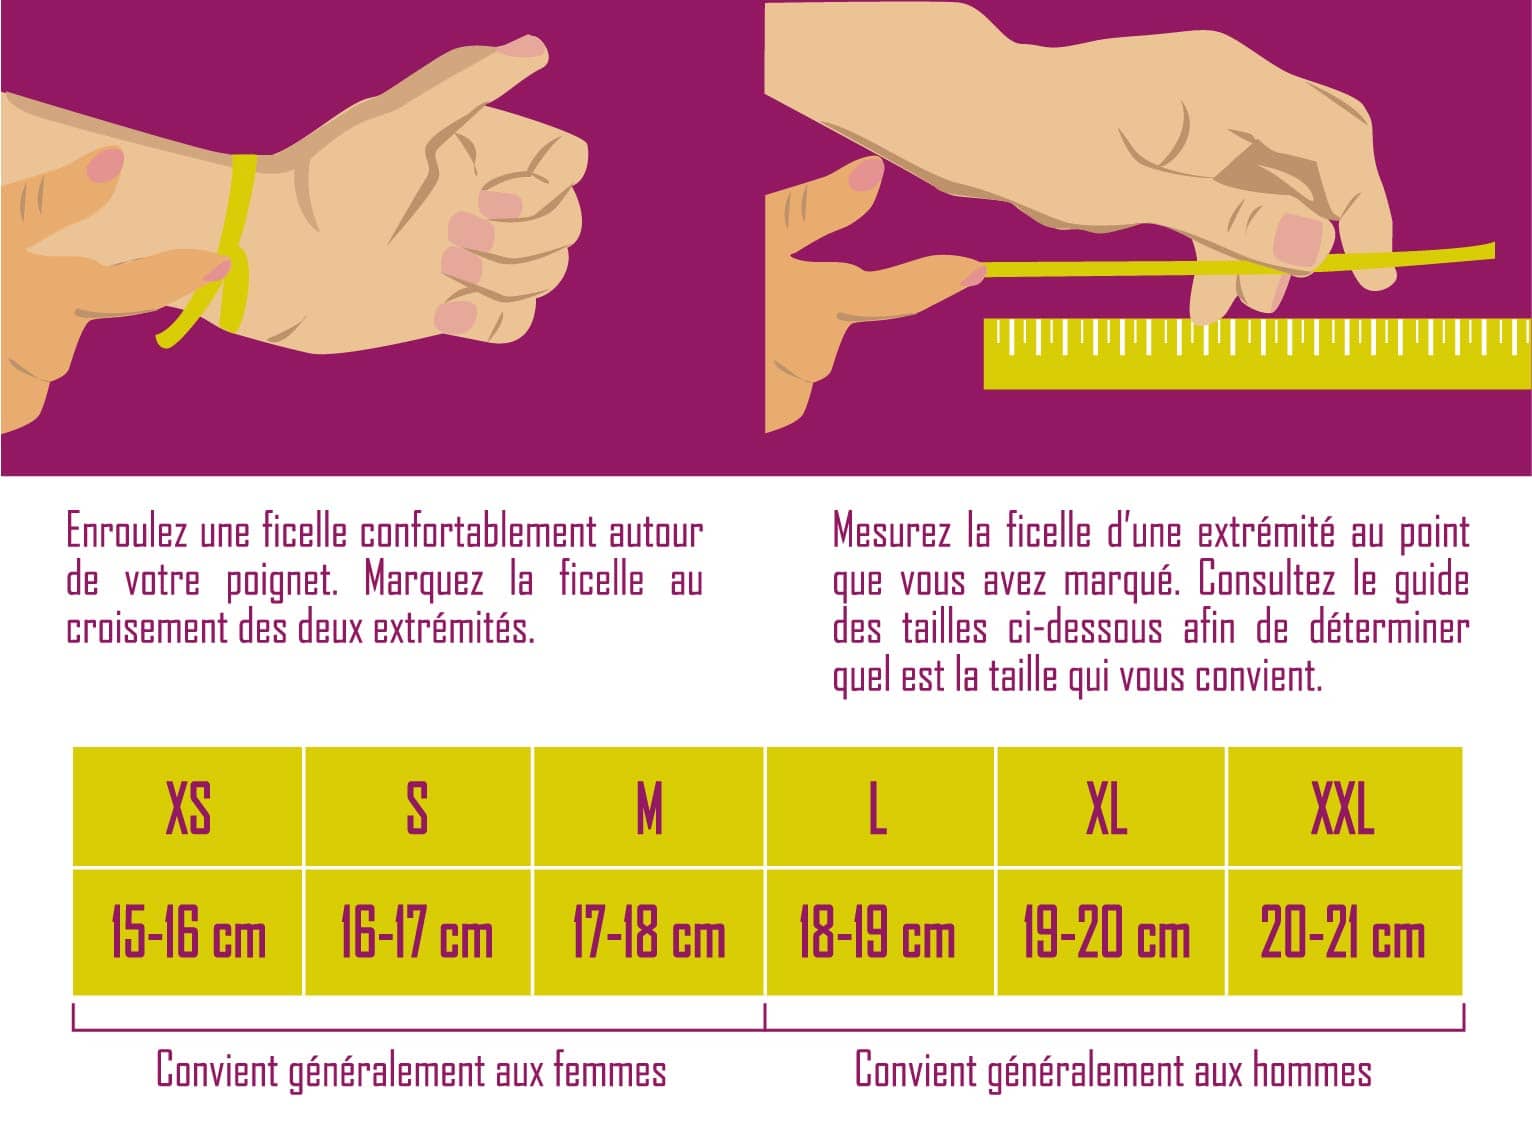 Enroulez une ficelle confortablement autour
de votre poignet. Marquez la ficelle au
croisement des deux extrémités.
Mesurez la ficelle d’une extrémité au point
que vous avez marqué. Consultez le guide
des tailles ci-dessous afin de déterminer
quel est la taille qui vous convient.
XS S M L XL XXL
15-16 cm 16-17 cm 17-18 cm 18-19 cm 19-20 cm 20-21 cm
Convient généralement aux femmes
Convient généralement aux hommes